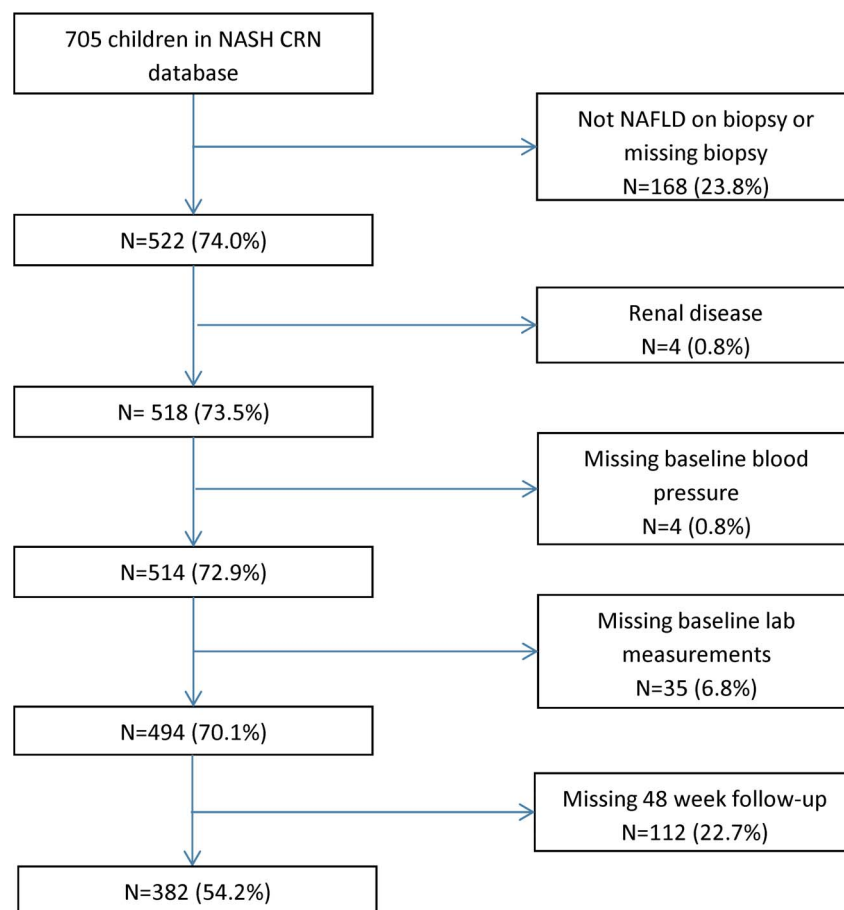 705 children in NASH CRN
database
Not NAFLD on biopsy or
missing biopsy
N=168 (23.8%)
N=522 (74.0%)
Renal disease
N=4 (0.8%)
N= 518 (73.5%)
Missing baseline blood
pressure
N=4 (0.8%)
N=514 (72.9%)
Missing baseline lab
measurements
N=35 (6.8%)
N=494 (70.1%)
Missing 48 week follow-up
N=112 (22.7%)
N=382 (54.2%)